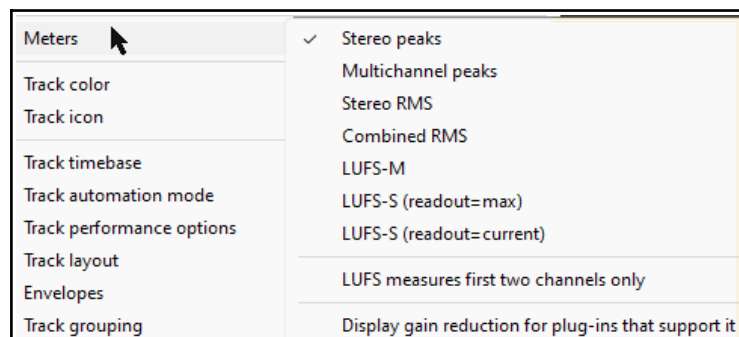 Meters
Track color
Track icon
Track timebase
Track automation mode
Track performance options
Track layout
Envelopes
Track grouping
Stereo peaks
Multichannel peaks
Stereo RMS
Combined RMS
LUFS-M
LUFS-S (readout=max)
LUFS-S (readout=current)
LUFS measures first two channels only
Display gain reduction for plug-ins that support it